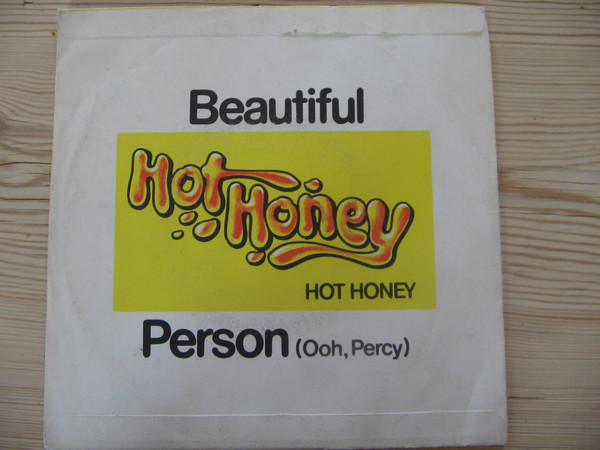 Beautiful
Hot Honey
HOT HONEY
Person (Ooh, Percy)